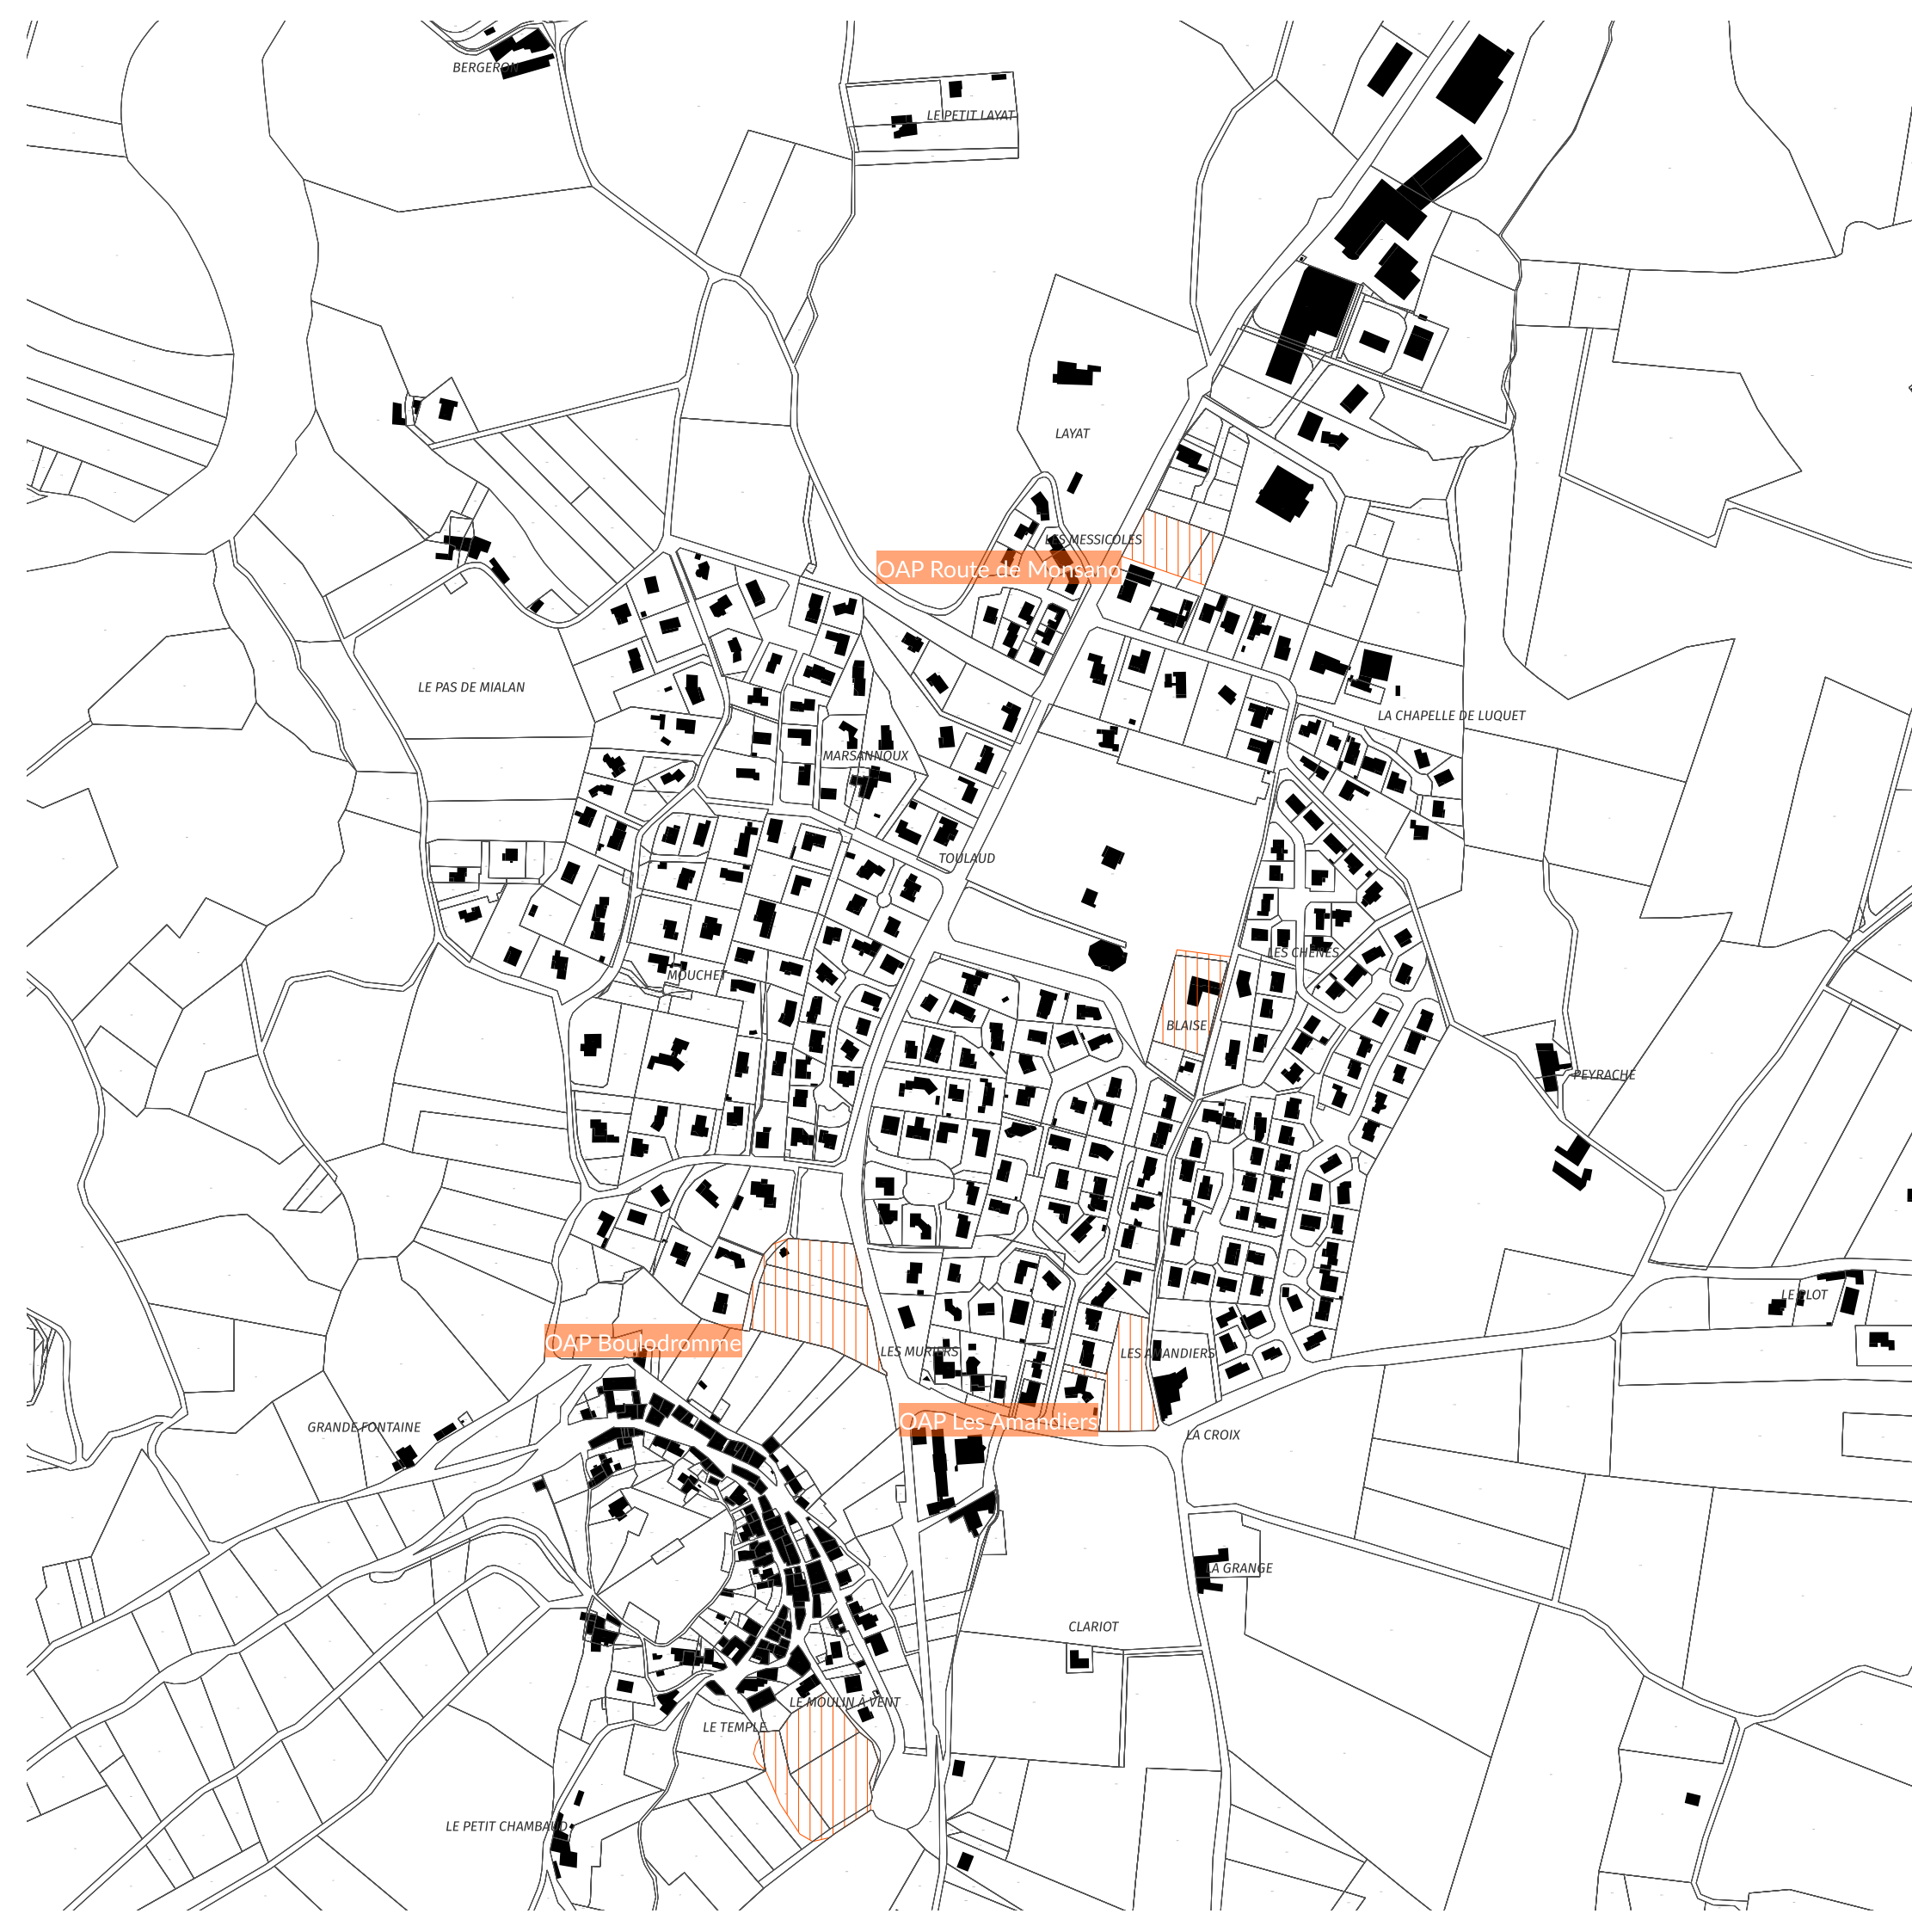 BERGERON
LE PETIT LAYAT
LAYAT
LES MESSICOLES
OAP Route de Monsano
LE PAS DE MIALAN
LA CHAPELLE DE LUQUET
MARSANNOUX
TOULAUD
LES CHÊNES
MOUCHET
BLAISE
PEYRACHE
LE PLOT
OAP Boulodromme
LES MURIERS
LES AMANDIERS
OAP Les Amandiers
GRANDE FONTAINE
LA CROIX
LA GRANGE
CLARIOT
LE MOULIN À VENT
LE TEMPLE
LE PETIT CHAMBAUD